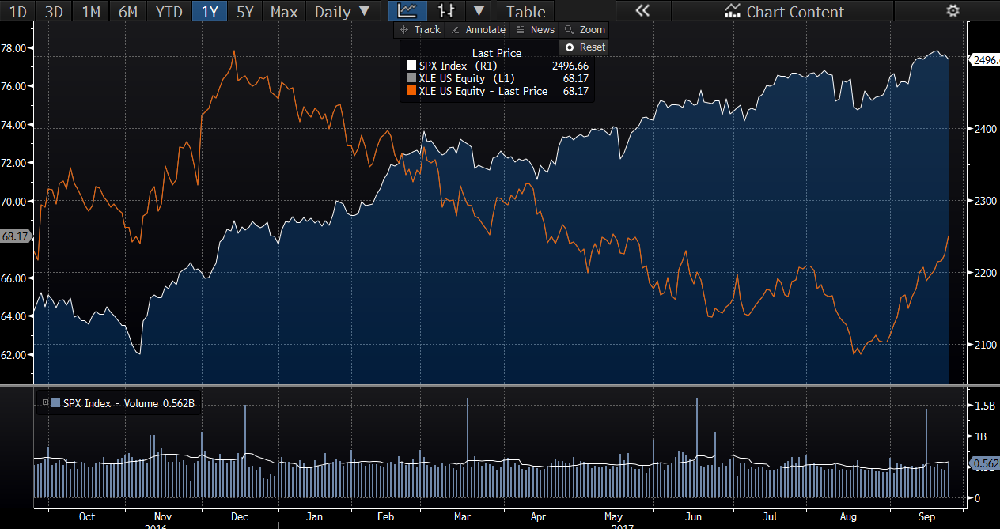 1D 3D 1M 6M YTD 1Y 5Y Max Daily ▼ ▼ Table « Chart Content
Track Annotate News Zoom
Reset
Last Price
SPX Index (R1) 2496.66
XLE US Equity (L1) 68.17
XLE US Equity - Last Price 68.17
78.00
76.00
74.00
72.00
70.00
68.17
66.00
64.00
62.00
2496.
2400
2300
2200
2100
SPX Index - Volume 0.562B
1.5B
1B
0.562
0
Oct Nov Dec Jan Feb Mar Apr May Jun Jul Aug Sep
2016 2017